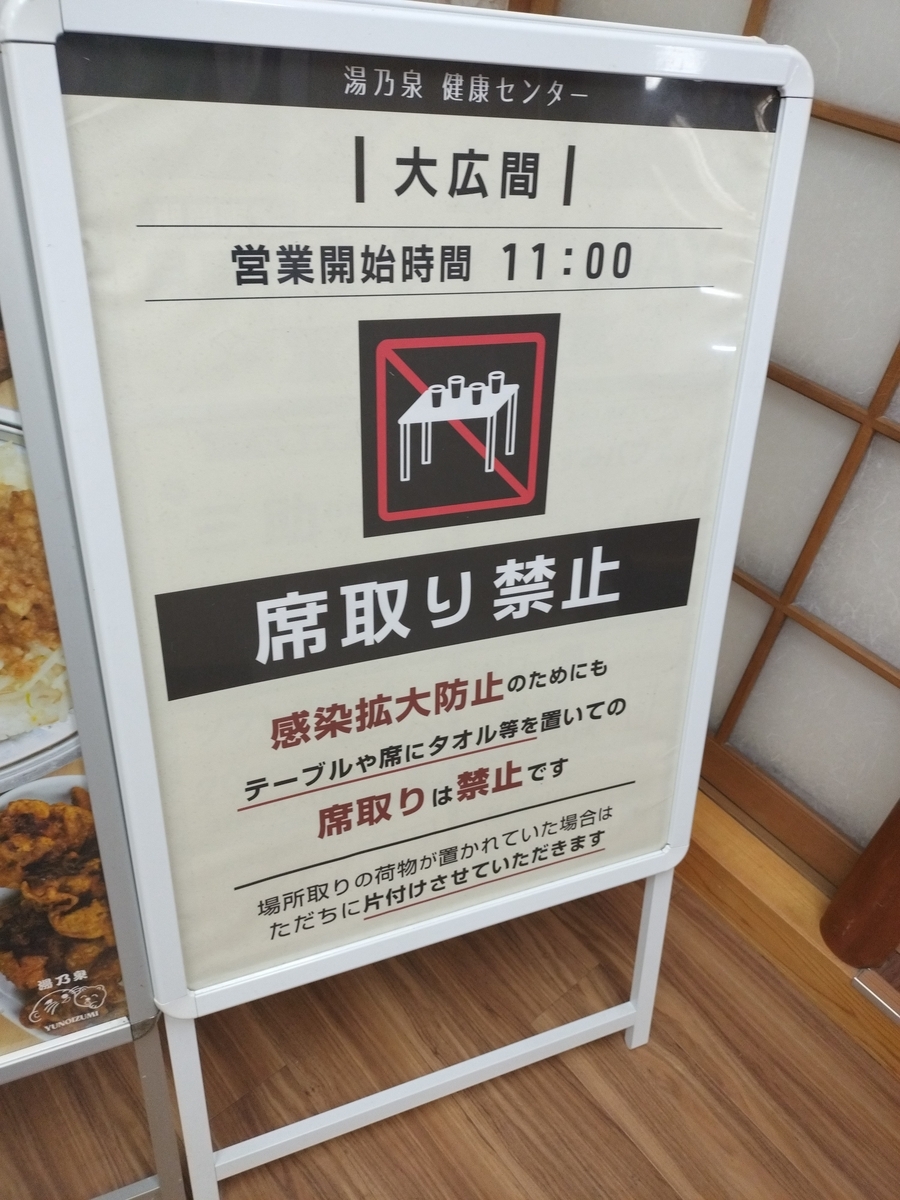 湯乃泉 健康センター
大広間
営業開始時間 11:00
席取り禁止
感染拡大防止のためにも
テーブルや席にタオル等を置いての
席取りは禁止です
場所取りの荷物が置かれていた場合は
ただちに片付けさせていただきます
湯乃泉
YUNOIZUMI